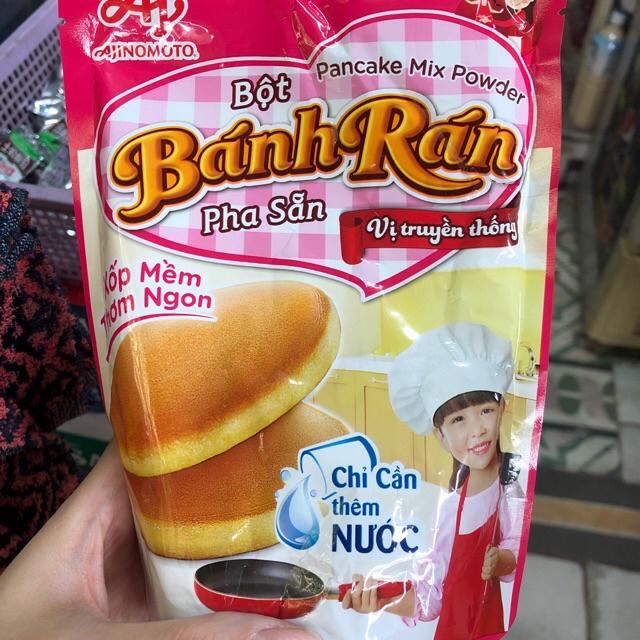 AJINOMOTO
Pancake Mix Powder
Bột
Bánh Rán
Pha Sẵn
Vị truyền thống
Xốp Mềm
Thơm Ngon
Chỉ Cần
thêm
NƯỚC